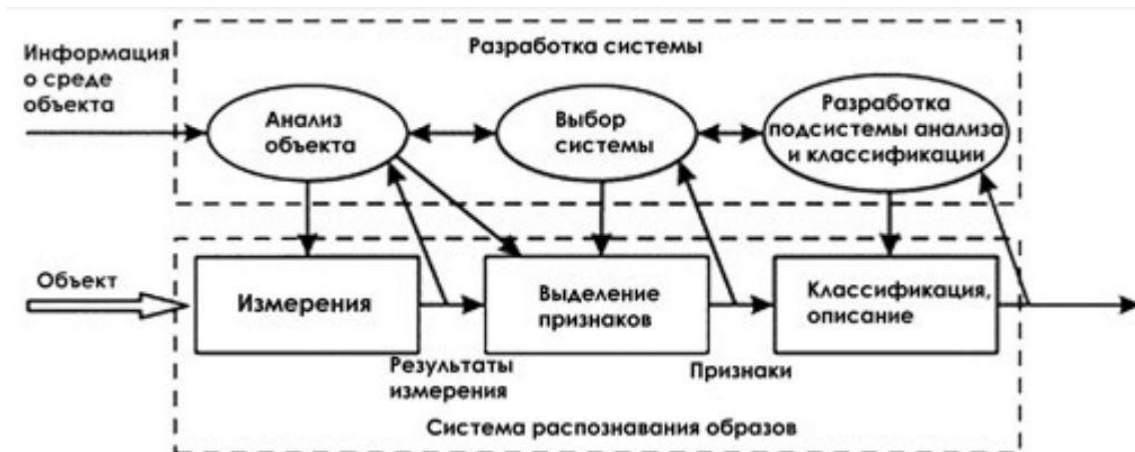 Разработка системы
Информация
о среде
объекта
Анализ
объекта
Выбор
системы
Разработка
подсистемы анализа
и классификации
Объект
Измерения
Выделение
признаков
Классификация,
описание
Результаты
измерения
Признаки
Система распознавания образов